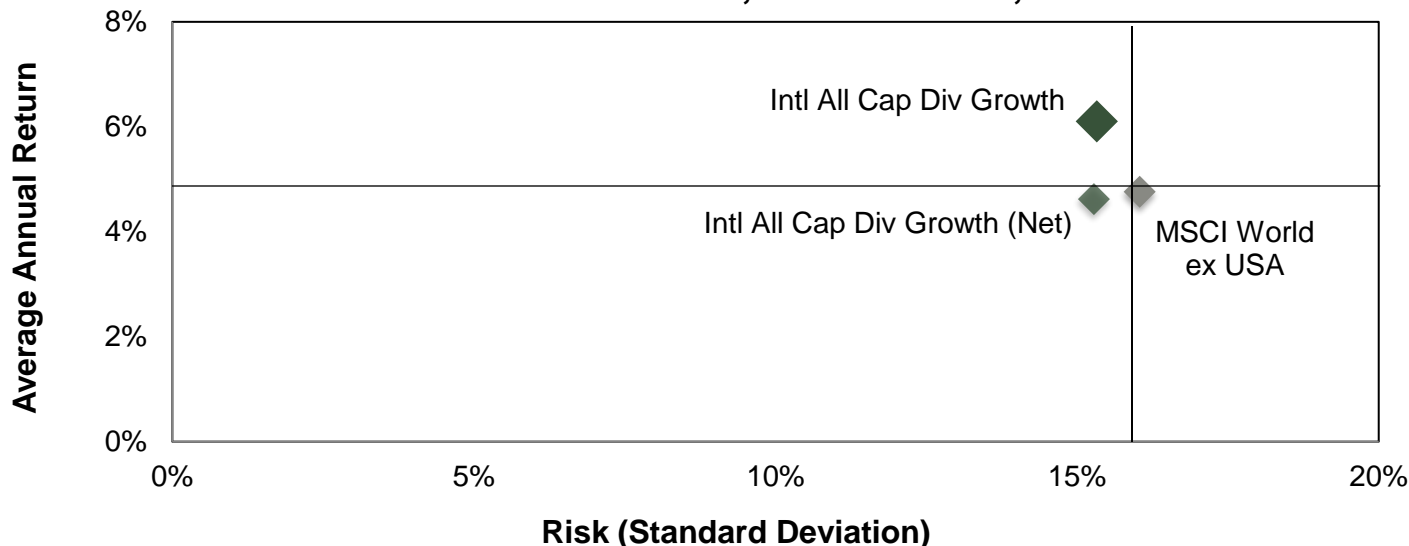 8%
6%
4%
2%
0%
Average Annual Return
Intl All Cap Div Growth
Intl All Cap Div Growth (Net)
MSCI World
ex USA
0% 5% 10% 15% 20%
Risk (Standard Deviation)